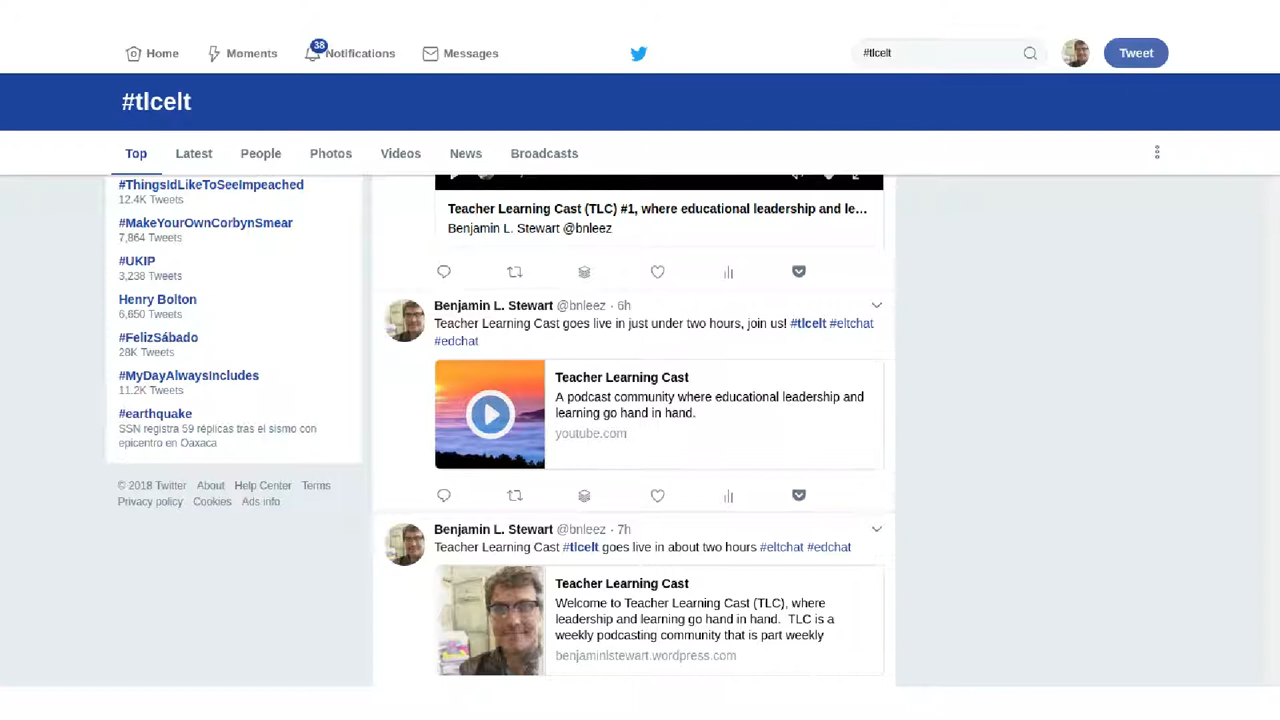 Home
Moments
38
Notifications
Messages
#tlcelt
Tweet
#tlcelt
Top
Latest
People
Photos
Videos
News
Broadcasts
#ThingsIdLikeToSeeImpeached
12.4K Tweets
#MakeYourOwnCorbynSmear
7,864 Tweets
#UKIP
3,238 Tweets
Henry Bolton
6,650 Tweets
#FelizSábado
28K Tweets
#MyDayAlwaysIncludes
11.2K Tweets
#earthquake
SSN registra 59 réplicas tras el sismo con
epicentro en Oaxaca
© 2018 Twitter About Help Center Terms
Privacy policy Cookies Ads info
Teacher Learning Cast (TLC) #1, where educational leadership and le...
Benjamin L. Stewart @bnleez
Benjamin L. Stewart @bnleez · 6h
Teacher Learning Cast goes live in just under two hours, join us! #tlcelt #eltchat
#edchat
Teacher Learning Cast
A podcast community where educational leadership and
learning go hand in hand.
youtube.com
Benjamin L. Stewart @bnleez · 7h
Teacher Learning Cast #tlcelt goes live in about two hours #eltchat #edchat
Teacher Learning Cast
Welcome to Teacher Learning Cast (TLC), where
leadership and learning go hand in hand. TLC is a
weekly podcasting community that is part weekly
benjaminlstewart.wordpress.com